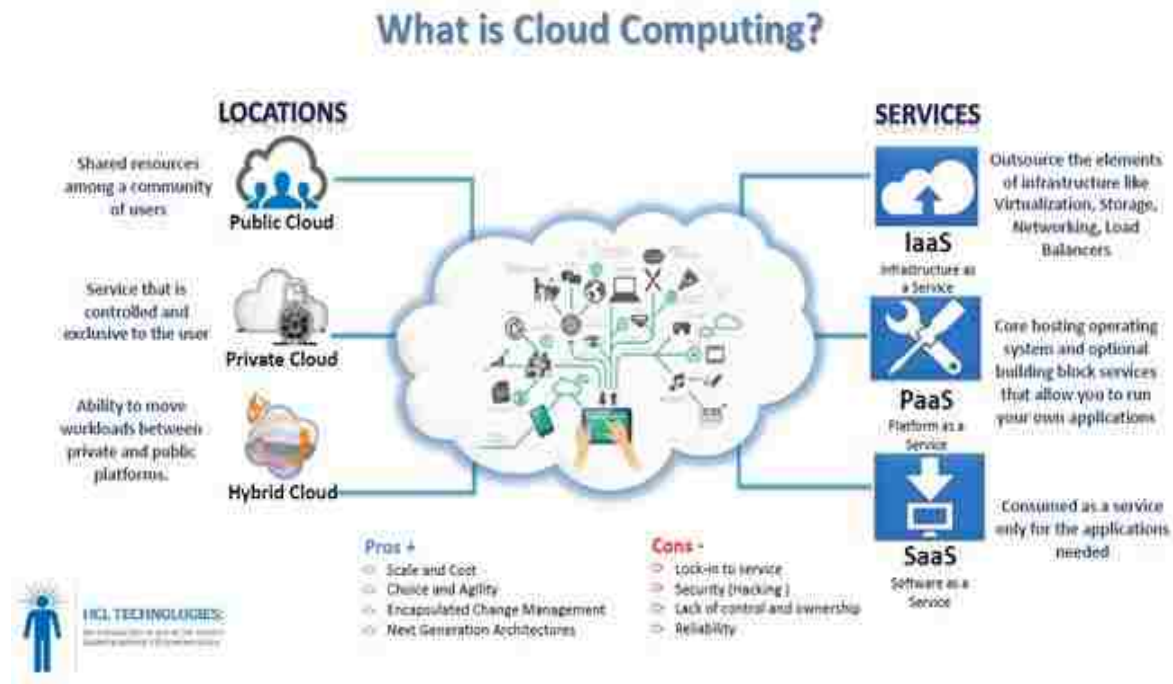 What is Cloud Computing?
LOCATIONS
Shared resources
among a community
of users
Public Cloud
Service that is
controlled and
exclusive to the user
Private Cloud
Ability to move
workloads between
private and public
platforms.
Hybrid Cloud
SERVICES
IaaS
Infrastructure as
a Service
Outsource the elements
of infrastructure like
Virtualization, Storage,
Networking, Load
Balancers
PaaS
Platform as a
Service
Core hosting operating
system and optional
building block services
that allow you to run
your own applications
SaaS
Software as a
Service
Consumed as a service
only for the applications
needed
Pros +
Scale and Cost
Choice and Agility
Encapsulated Change Management
Next Generation Architectures
Cons -
Lock-in to service
Security (Hacking )
Lack of control and ownership
Reliability
HCL TECHNOLOGIES: